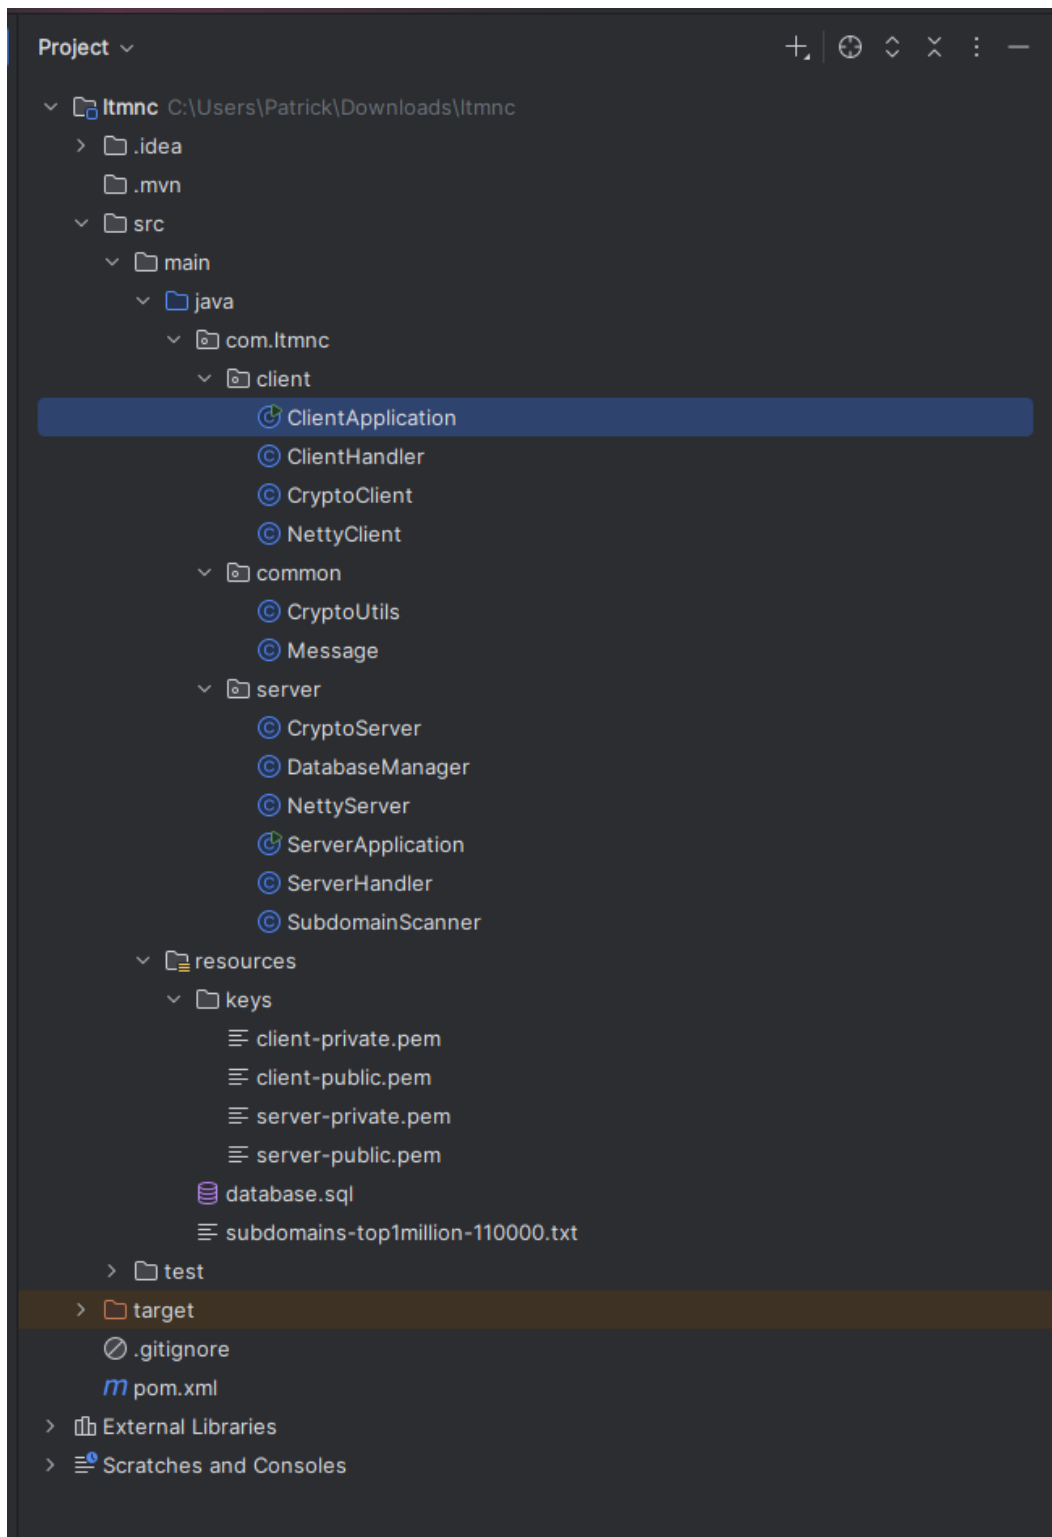 Project
ltmnc C:\Users\Patrick\Downloads\ltmnc
.idea
.mvn
src
main
java
com.ltmnc
client
ClientApplication
ClientHandler
CryptoClient
NettyClient
common
CryptoUtils
Message
server
CryptoServer
DatabaseManager
NettyServer
ServerApplication
ServerHandler
SubdomainScanner
resources
keys
client-private.pem
client-public.pem
server-private.pem
server-public.pem
database.sql
subdomains-top1million-110000.txt
test
target
.gitignore
m pom.xml
External Libraries
Scratches and Consoles